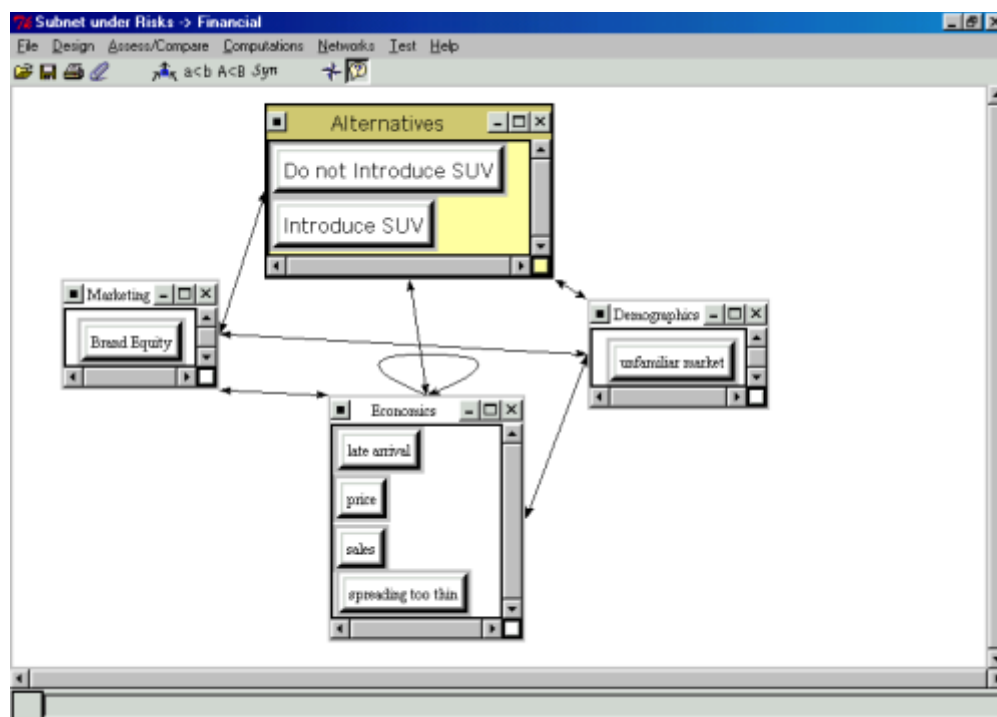 Subnet under Risks -> Financial
File Design Assess/Compare Computations Networks Test Help
a<b A<B Syn
Alternatives
Do not Introduce SUV
Introduce SUV
Marketing
Brand Equity
Demographics
unfamiliar market
Economics
late arrival
price
sales
spreading too thin